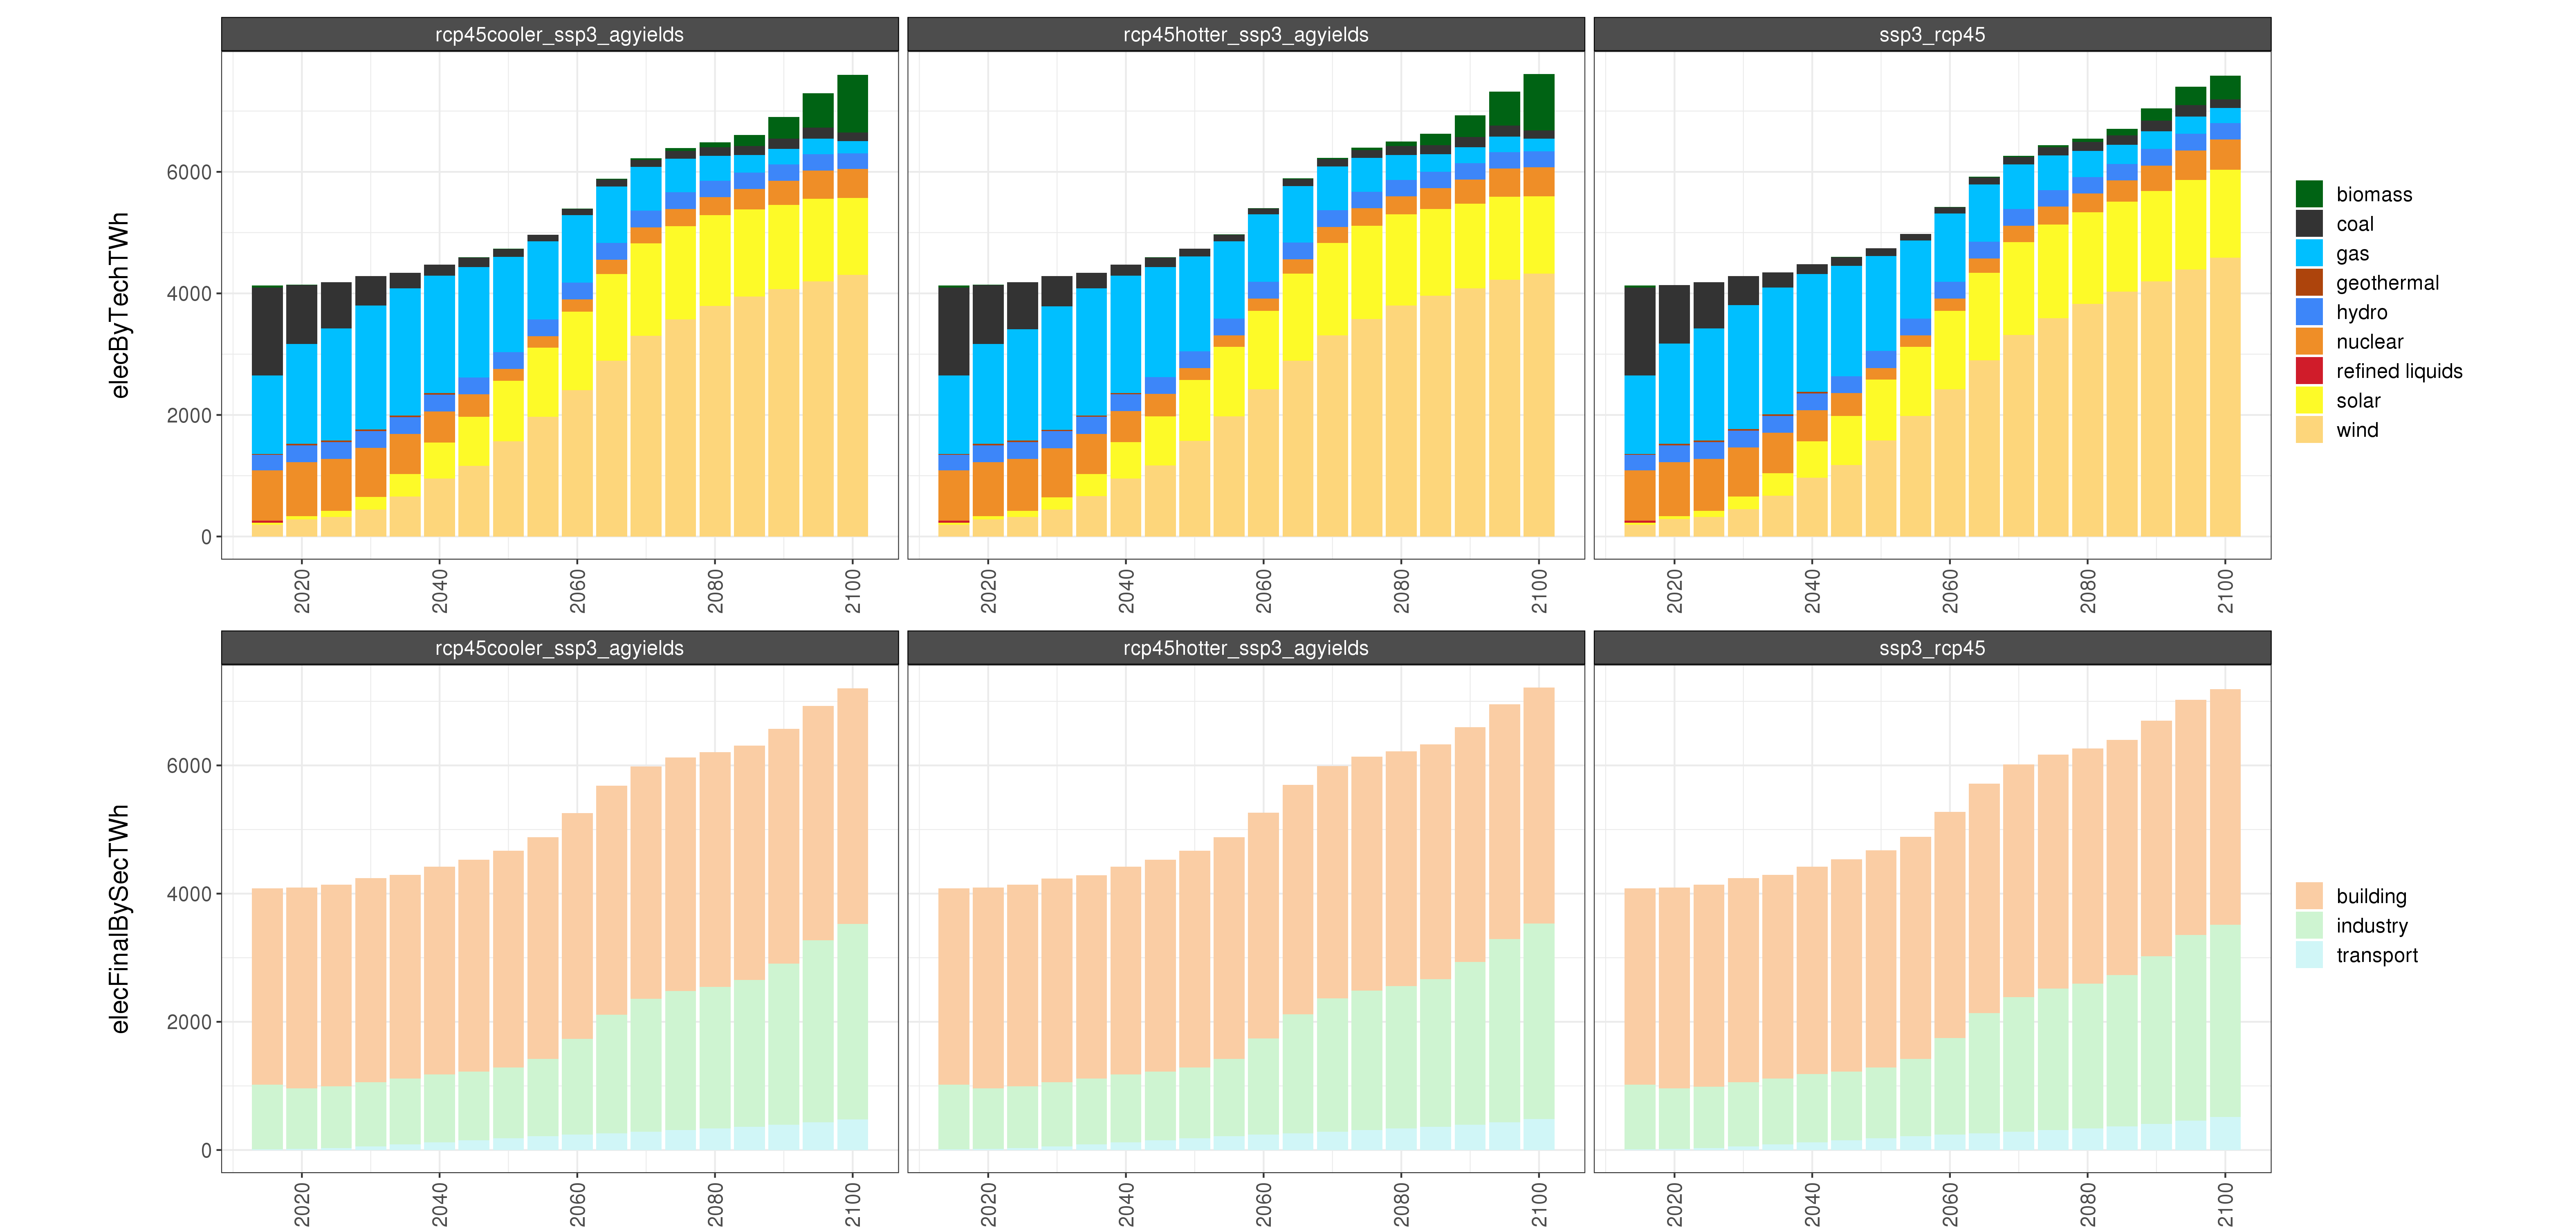 rcp45cooler_ssp3_agyields rcp45hotter_ssp3_agyields ssp3_rcp45
elecByTechTWh
6000
4000
2000
0
2020 2040 2060 2080 2100 2020 2040 2060 2080 2100 2020 2040 2060 2080 2100
biomass
coal
gas
geothermal
hydro
nuclear
refined liquids
solar
wind
rcp45cooler_ssp3_agyields rcp45hotter_ssp3_agyields ssp3_rcp45
elecFinalBySecTWh
6000
4000
2000
0
2020 2040 2060 2080 2100 2020 2040 2060 2080 2100 2020 2040 2060 2080 2100
building
industry
transport